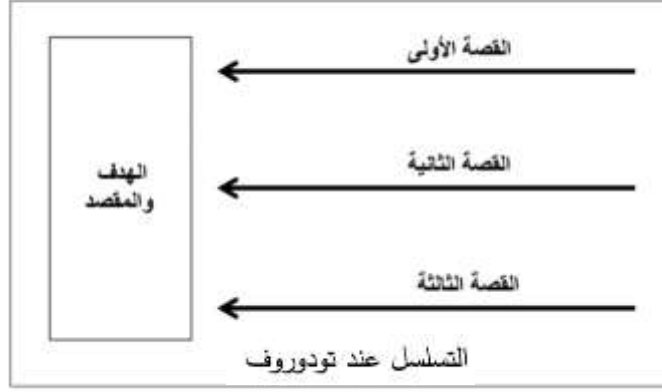 القصة الأولى
القصة الثانية
الهدف
والمقصد
القصة الثالثة
التسلسل عند تودوروف